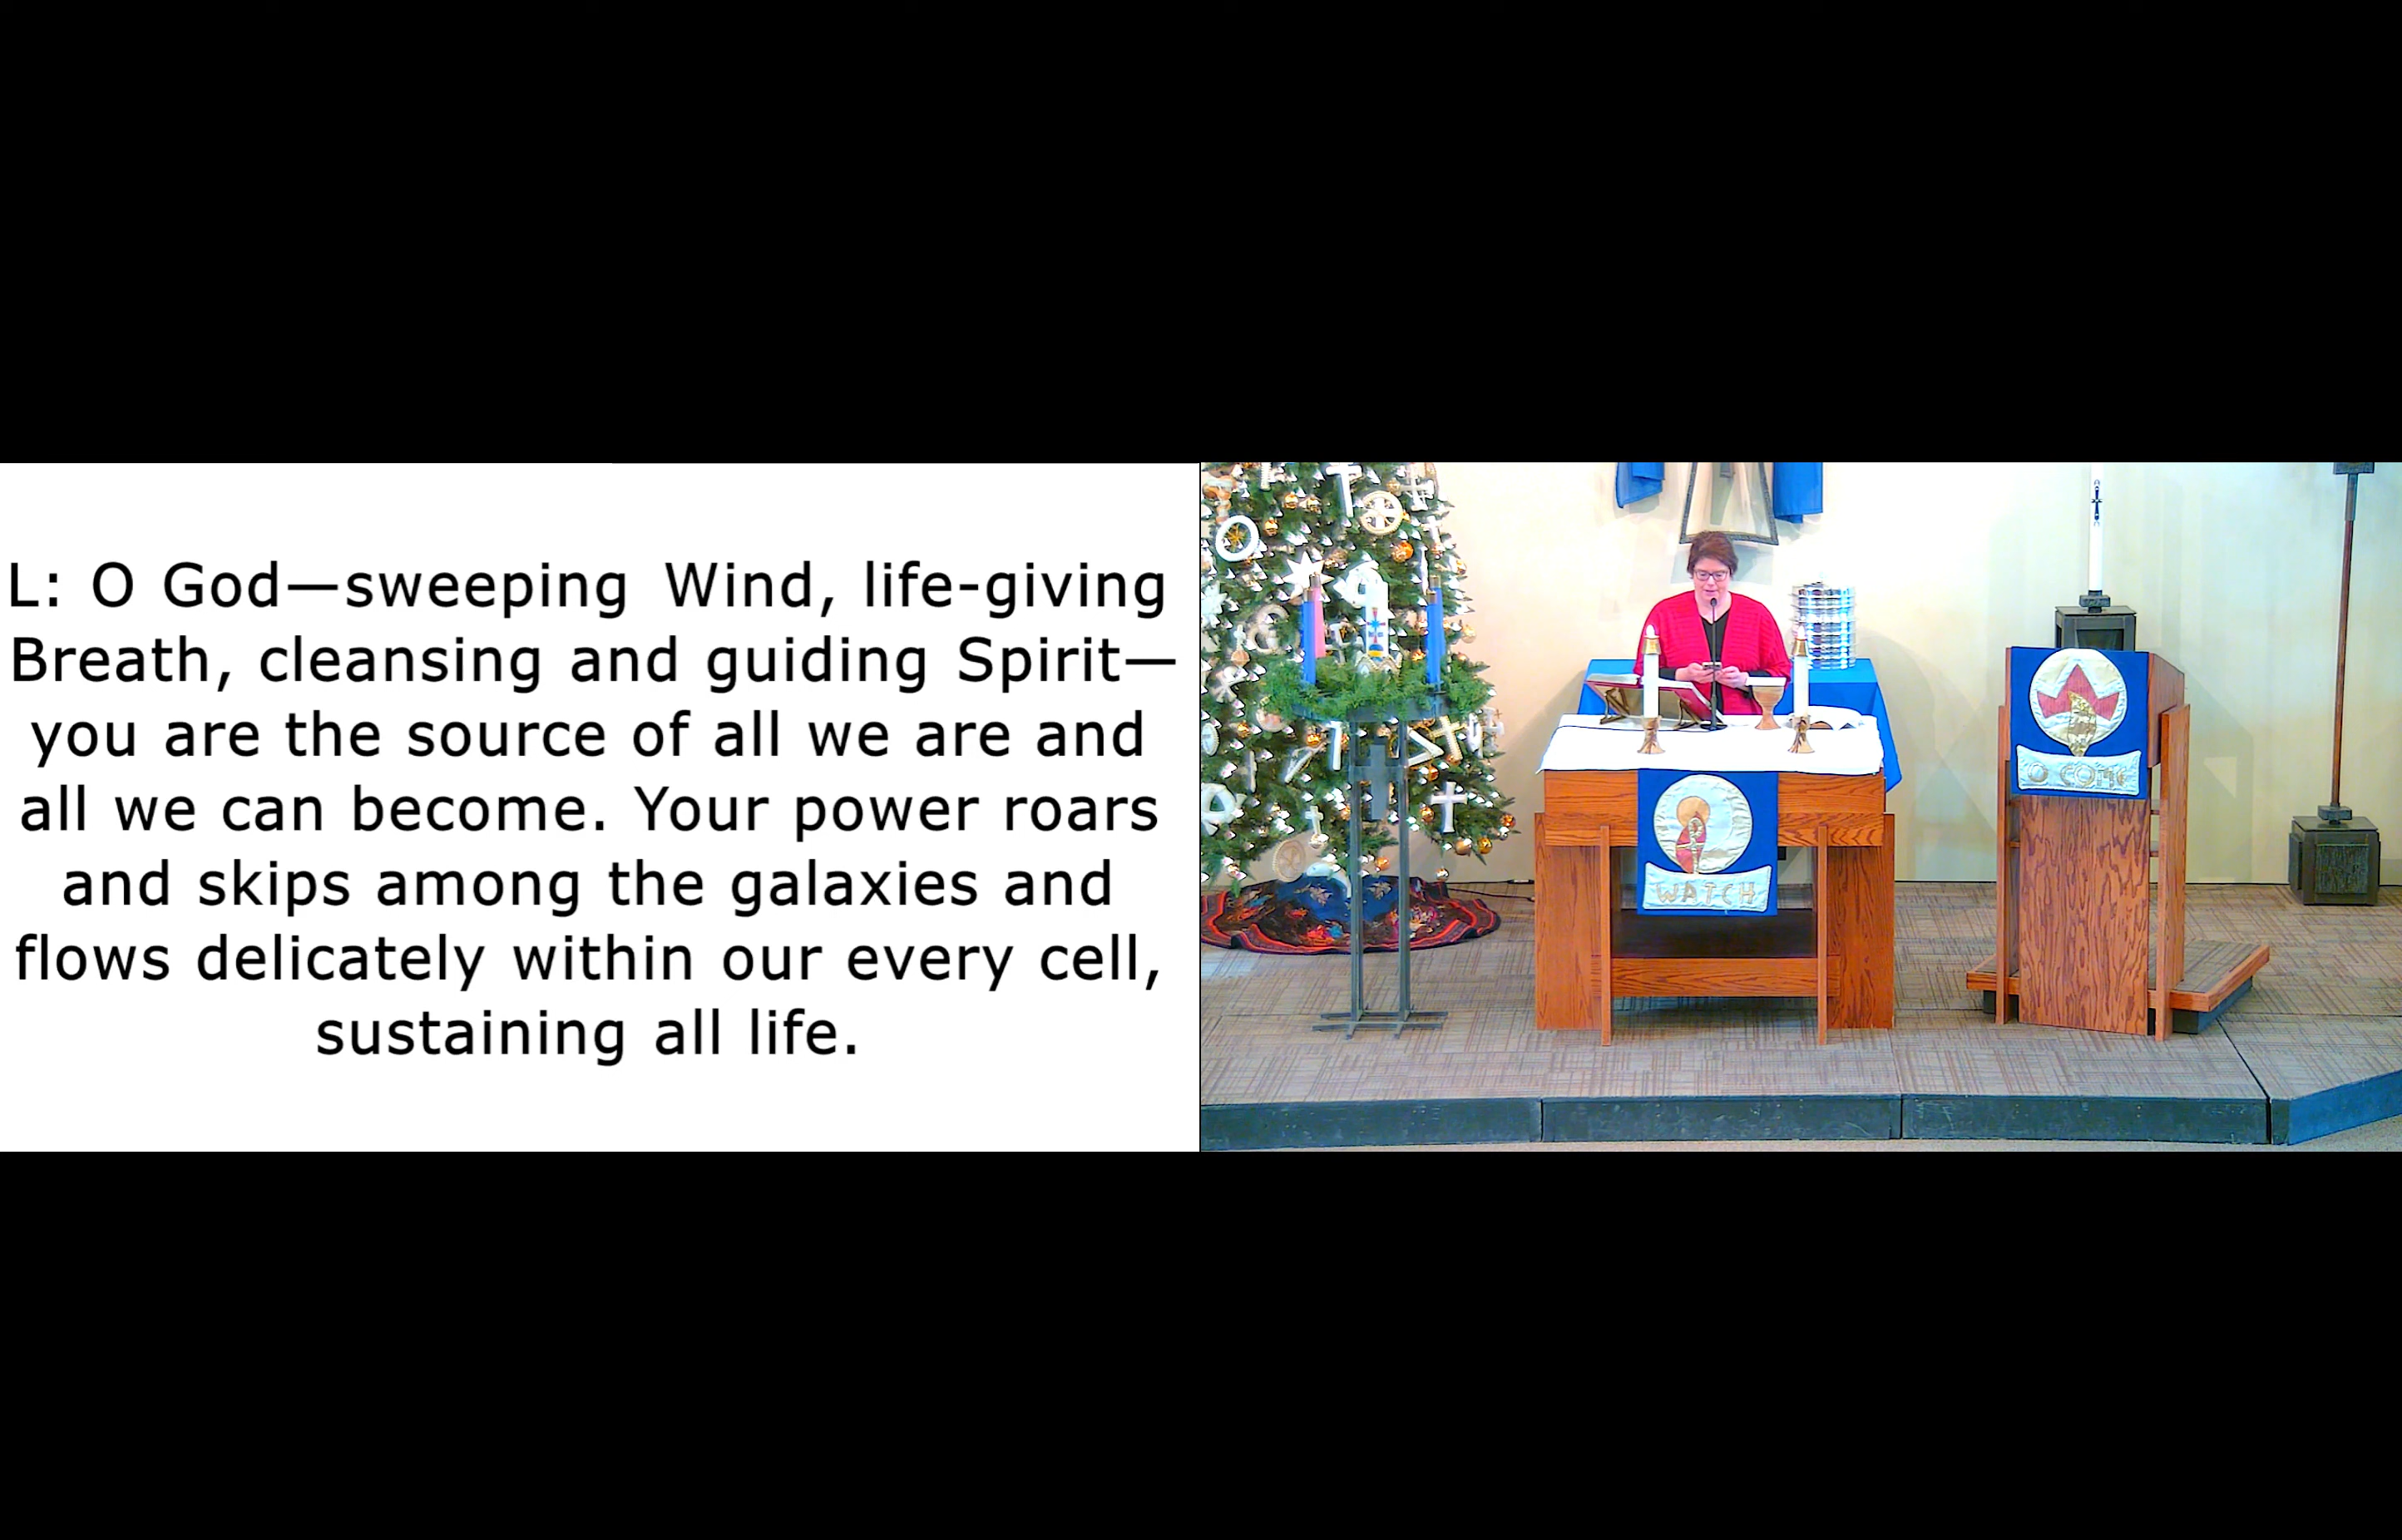 L: O God—sweeping Wind, life-giving
Breath, cleansing and guiding Spirit—
you are the source of all we are and
all we can become. Your power roars
and skips among the galaxies and
flows delicately within our every cell,
sustaining all life.
WATCH
O COME